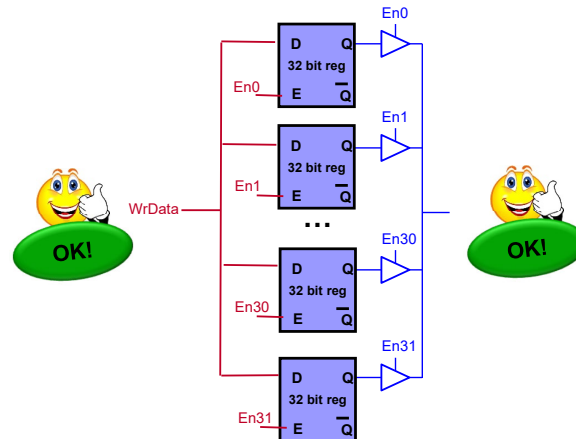 En0
D Q
32 bit reg
En0 E Q
En1
D Q
32 bit reg
En1 E Q
WrData
...
OK!
OK!
En30
D Q
32 bit reg
En30 E Q
En31
D Q
32 bit reg
En31 E Q